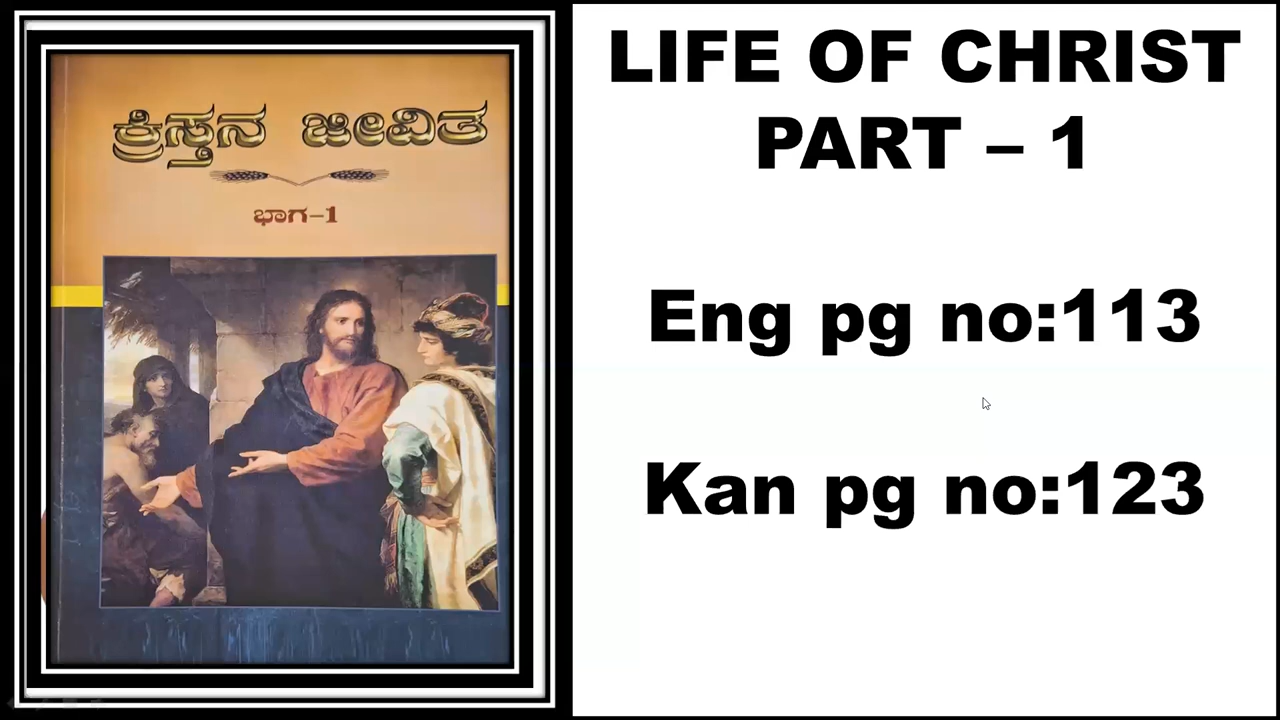 ಕ್ರಿಸ್ತನ ಜೀವಿತ
ಭಾಗ-1
LIFE OF CHRIST
PART – 1
Eng pg no:113
Kan pg no:123